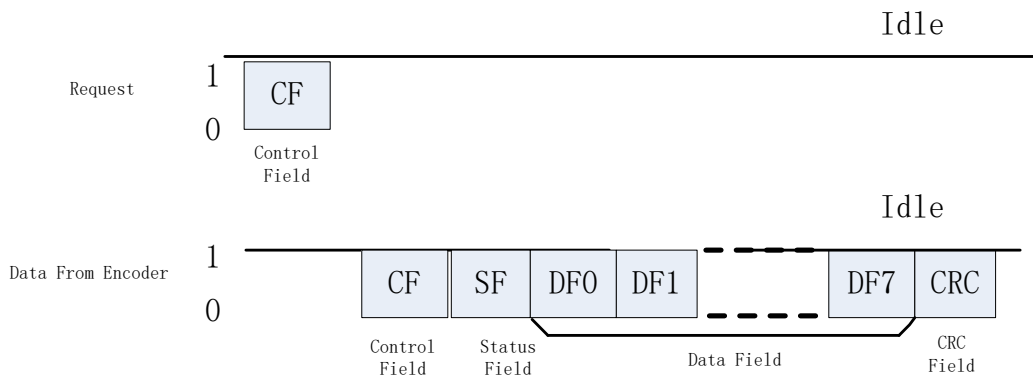 Idle
Request
1
0
CF
Control
Field
Idle
Data From Encoder
1
0
CF
SF
DF0
DF1
DF7
CRC
Control
Field
Status
Field
Data Field
CRC
Field